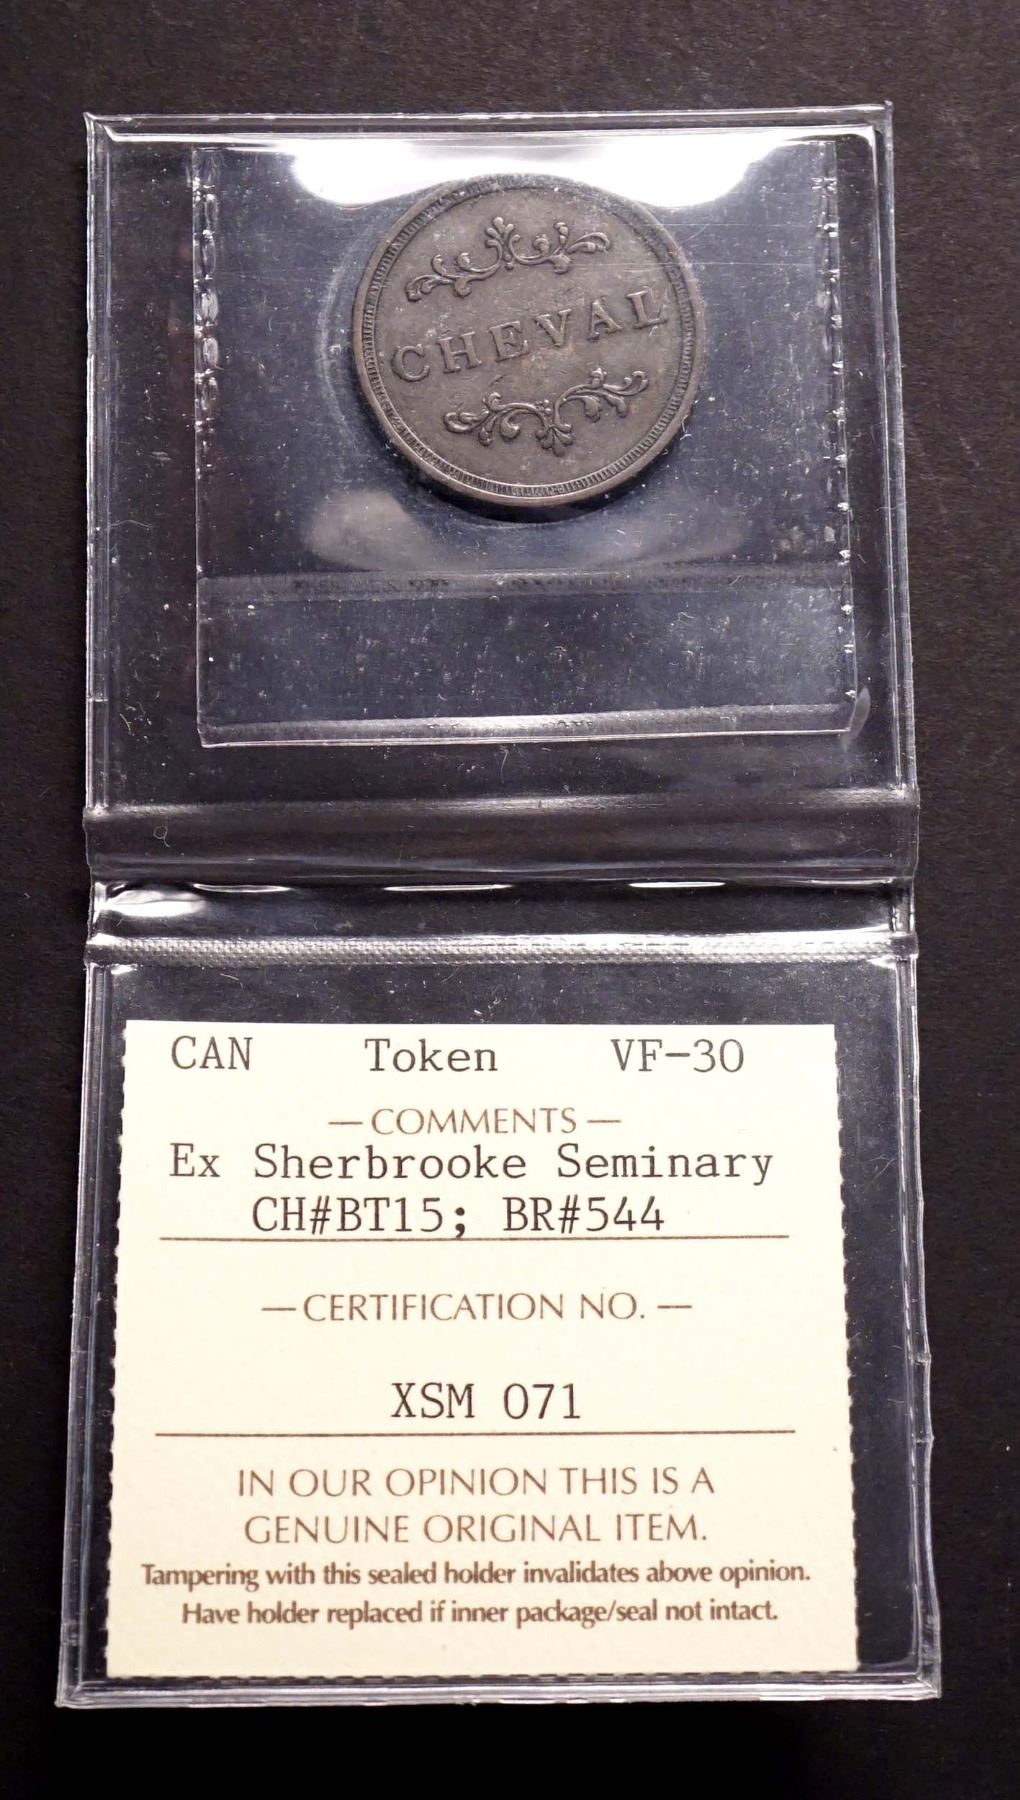 CHEVAL
CAN Token VF-30
— COMMENTS —
Ex Sherbrooke Seminary
CH#BT15; BR#544
— CERTIFICATION NO. —
XSM 071
IN OUR OPINION THIS IS A
GENUINE ORIGINAL ITEM.
Tampering with this sealed holder invalidates above opinion.
Have holder replaced if inner package/seal not intact.